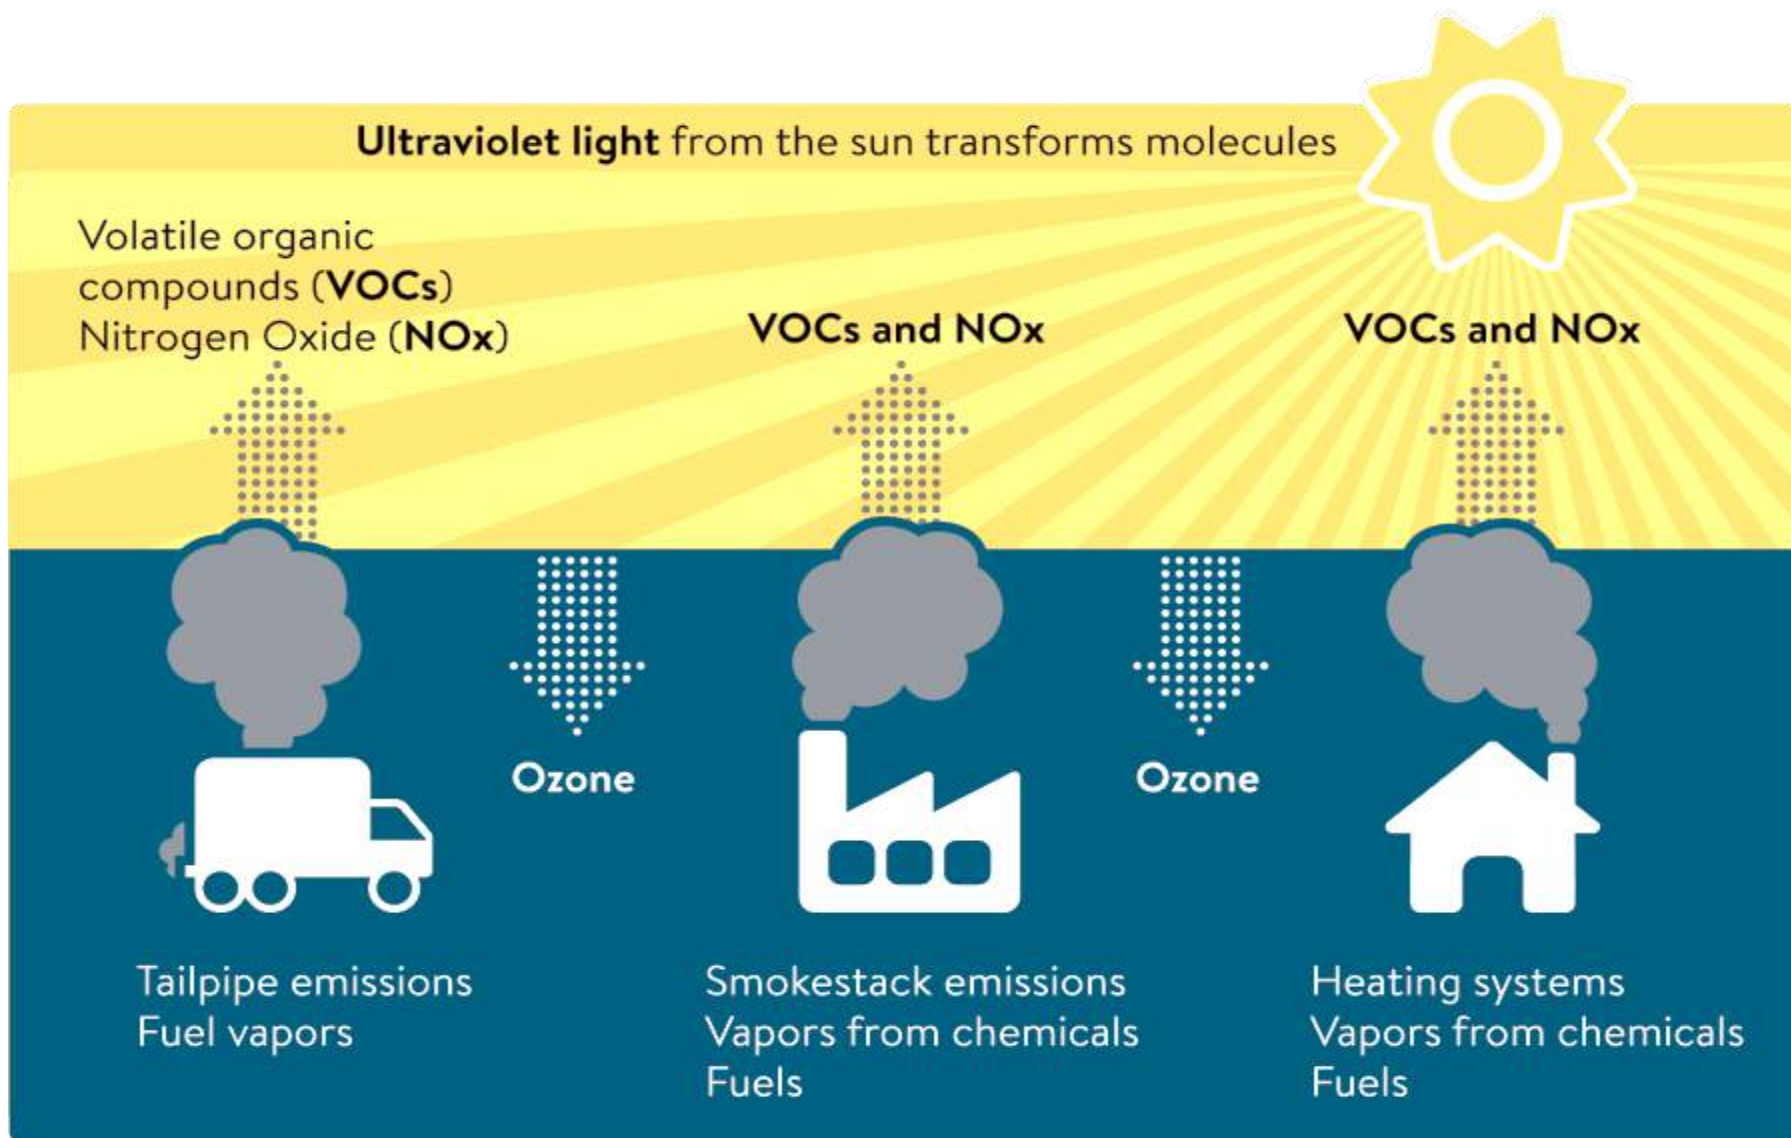 Ultraviolet light from the sun transforms molecules
Volatile organic
compounds (VOCs)
Nitrogen Oxide (NOx)
VOCs and NOx
VOCs and NOx
Ozone
Ozone
Tailpipe emissions
Fuel vapors
Smokestack emissions
Vapors from chemicals
Fuels
Heating systems
Vapors from chemicals
Fuels